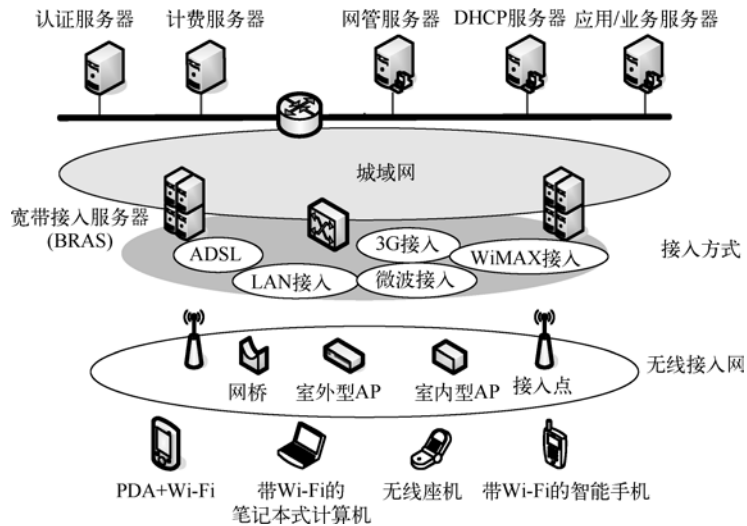 认证服务器 计费服务器 网管服务器 DHCP服务器 应用/业务服务器
城域网
宽带接入服务器
(BRAS)
ADSL
3G接入
WiMAX接入
接入方式
LAN接入
微波接入
无线接入网
网桥 室外型AP 室内型AP 接入点
PDA+Wi-Fi 带Wi-Fi的 无线座机 带Wi-Fi的智能手机
笔记本式计算机